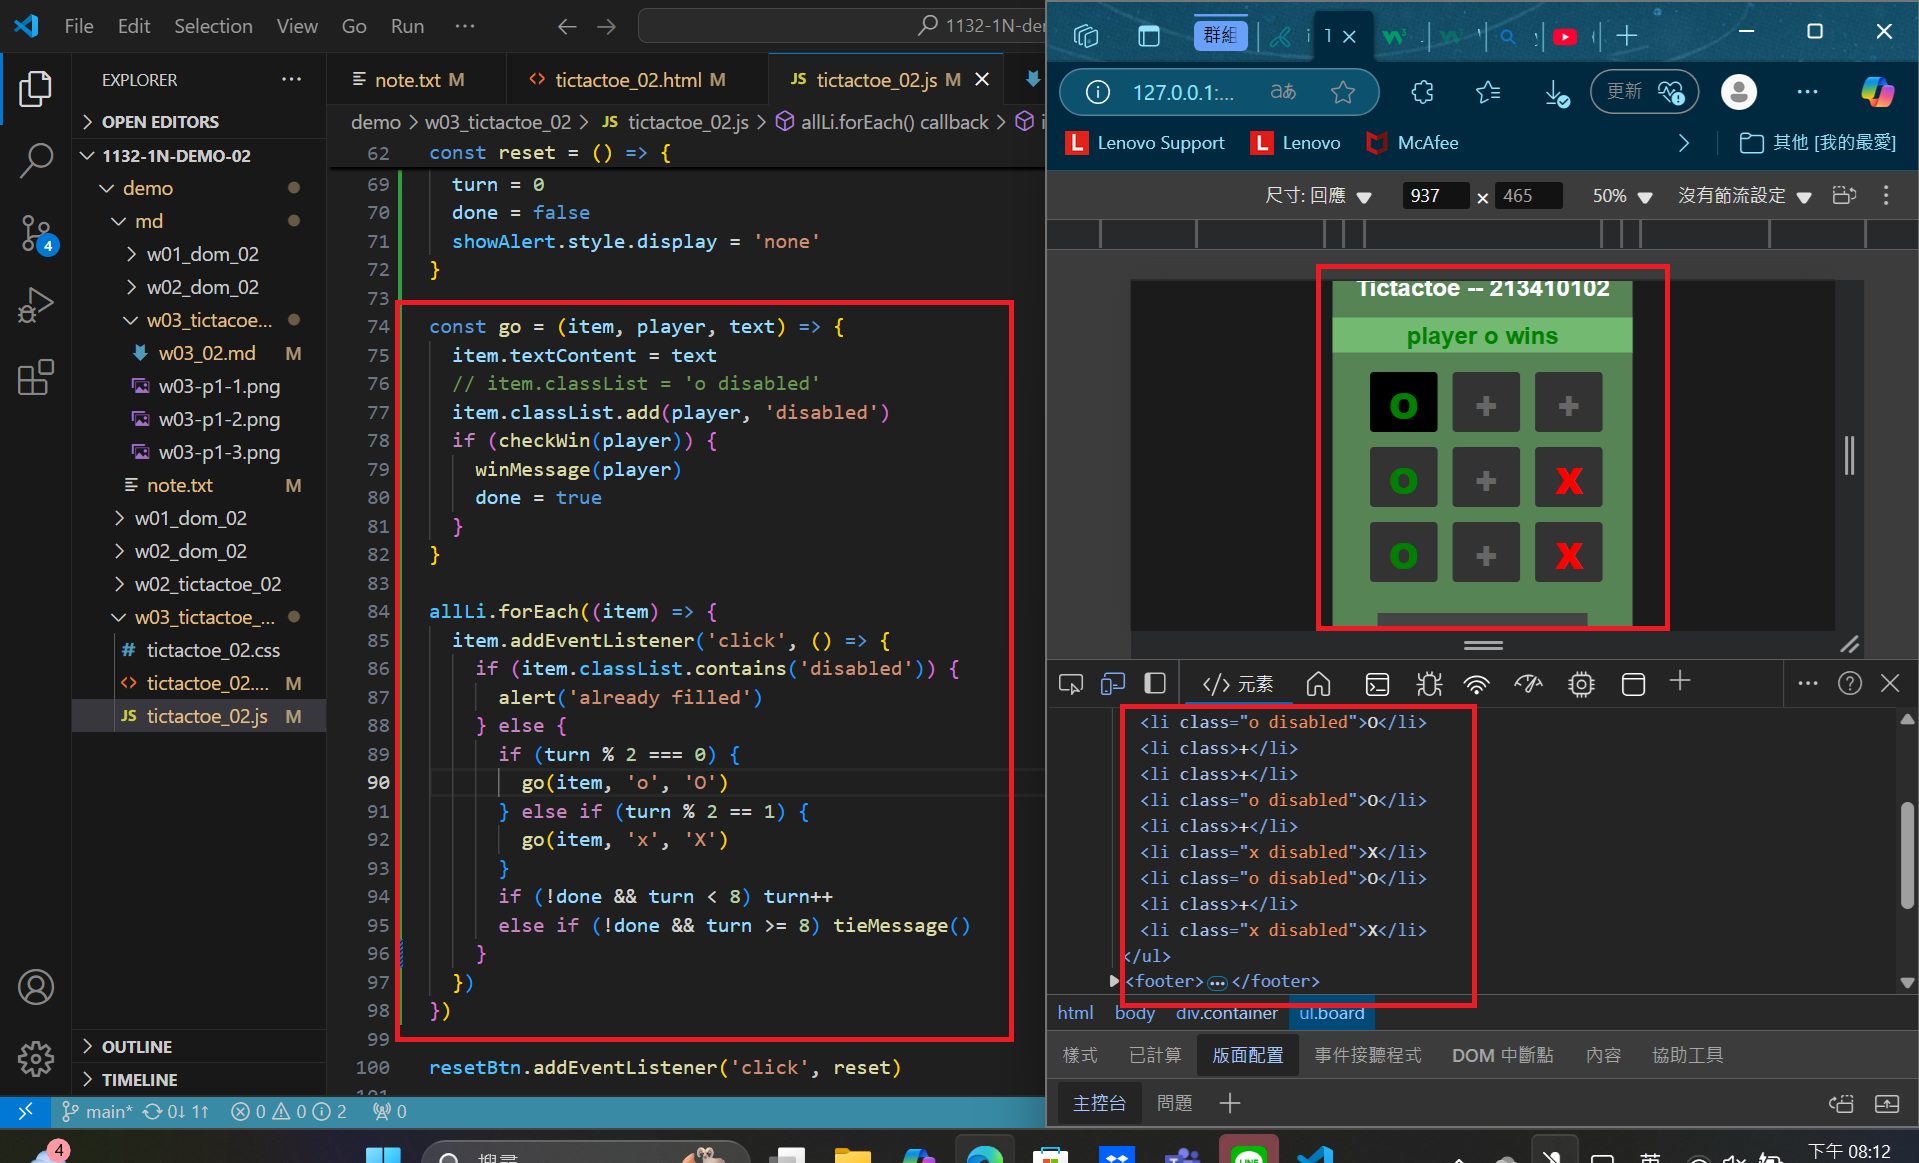 File Edit Selection View Go Run ···
1132-1N-de
EXPLORER ···
OPEN EDITORS
1132-1N-DEMO-02
demo
md
w01_dom_02
w02_dom_02
w03_tictacoe...
w03_02.md M
w03-p1-1.png
w03-p1-2.png
w03-p1-3.png
note.txt M
w01_dom_02
w02_dom_02
w02_tictactoe_02
w03_tictactoe_...
# tictactoe_02.css
<> tictactoe_02.... M
JS tictactoe_02.js M
OUTLINE
TIMELINE
4
note.txt M <> tictactoe_02.html M JS tictactoe_02.js M
demo > w03_tictactoe_02 > JS tictactoe_02.js > allLi.forEach() callback >
62 const reset = () => {
69 turn = 0
70 done = false
71 showAlert.style.display = 'none'
72 }
73
74 const go = (item, player, text) => {
75 item.textContent = text
76 // item.classList = 'o disabled'
77 item.classList.add(player, 'disabled')
78 if (checkWin(player)) {
79 winMessage(player)
80 done = true
81 }
82 }
83
84 allLi.forEach((item) => {
85 item.addEventListener('click', () => {
86 if (item.classList.contains('disabled')) {
87 alert('already filled')
88 } else {
89 if (turn % 2 === 0) {
90 go(item, 'o', 'O')
91 } else if (turn % 2 == 1) {
92 go(item, 'x', 'X')
93 }
94 if (!done && turn < 8) turn++
95 else if (!done && turn >= 8) tieMessage()
96 }
97 })
98 })
99
100 resetBtn.addEventListener('click', reset)
main* 0↓ 1↑ 0 0 2 0
群組 1
127.0.0.1:... aあ 更新 ···
L Lenovo Support L Lenovo McAfee 其他 [我的最愛]
尺寸: 回應 937 × 465 50% 沒有節流設定
Tictactoe -- 213410102
player o wins
O + +
O + X
O + X
</> 元素
<li class="o disabled">O</li>
<li class>+</li>
<li class>+</li>
<li class="o disabled">O</li>
<li class>+</li>
<li class="x disabled">X</li>
<li class="o disabled">O</li>
<li class>+</li>
<li class="x disabled">X</li>
</ul>
<footer>···</footer>
html body div.container ul.board
樣式 已計算 版面配置 事件接聽程式 DOM 中斷點 內容 協助工具
主控台 問題
4 下午 08:12